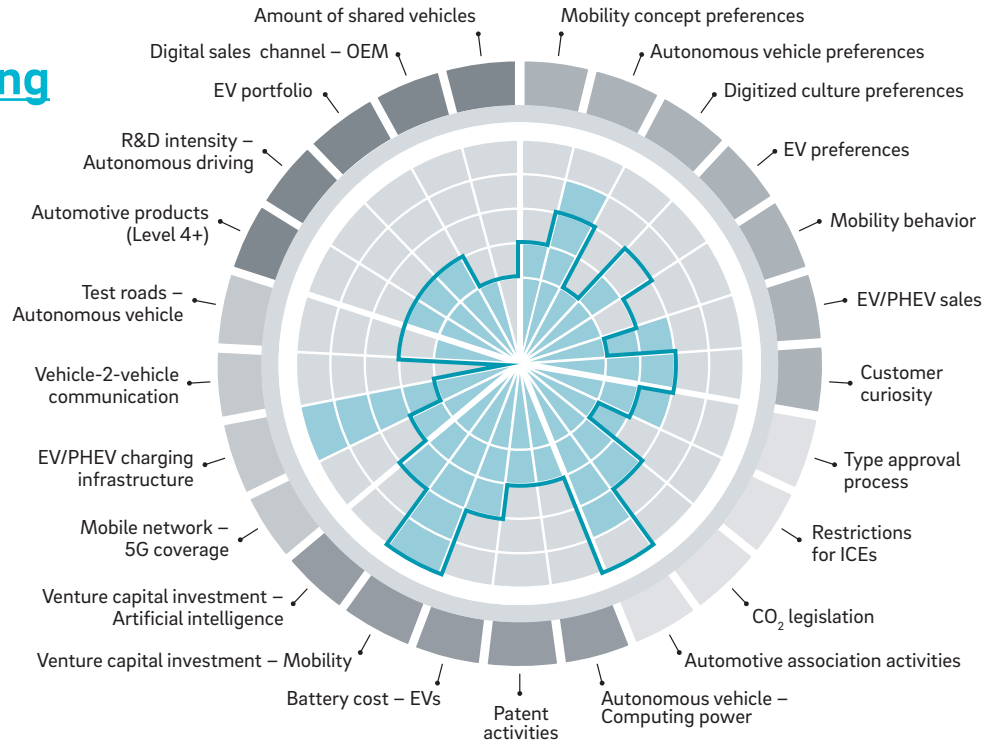 ng
Amount of shared vehicles
Mobility concept preferences
Digital sales channel – OEM
Autonomous vehicle preferences
EV portfolio
Digitized culture preferences
R&D intensity –
Autonomous driving
EV preferences
Automotive products
(Level 4+)
Mobility behavior
Test roads –
Autonomous vehicle
EV/PHEV sales
Vehicle-2-vehicle
communication
Customer
curiosity
EV/PHEV charging
infrastructure
Type approval
process
Mobile network –
5G coverage
Restrictions
for ICEs
Venture capital investment –
Artificial intelligence
CO2 legislation
Venture capital investment – Mobility
Automotive association activities
Battery cost – EVs
Autonomous vehicle –
Computing power
Patent
activities